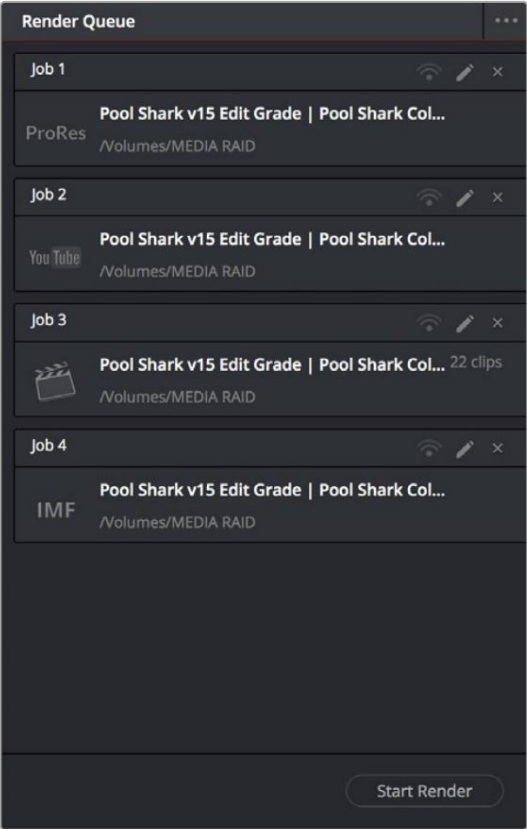 Render Queue
Job 1
ProRes
Pool Shark v15 Edit Grade | Pool Shark Col...
/Volumes/MEDIA RAID
Job 2
You Tube
Pool Shark v15 Edit Grade | Pool Shark Col...
/Volumes/MEDIA RAID
Job 3
Pool Shark v15 Edit Grade | Pool Shark Col... 22 clips
/Volumes/MEDIA RAID
Job 4
IMF
Pool Shark v15 Edit Grade | Pool Shark Col...
/Volumes/MEDIA RAID
Start Render